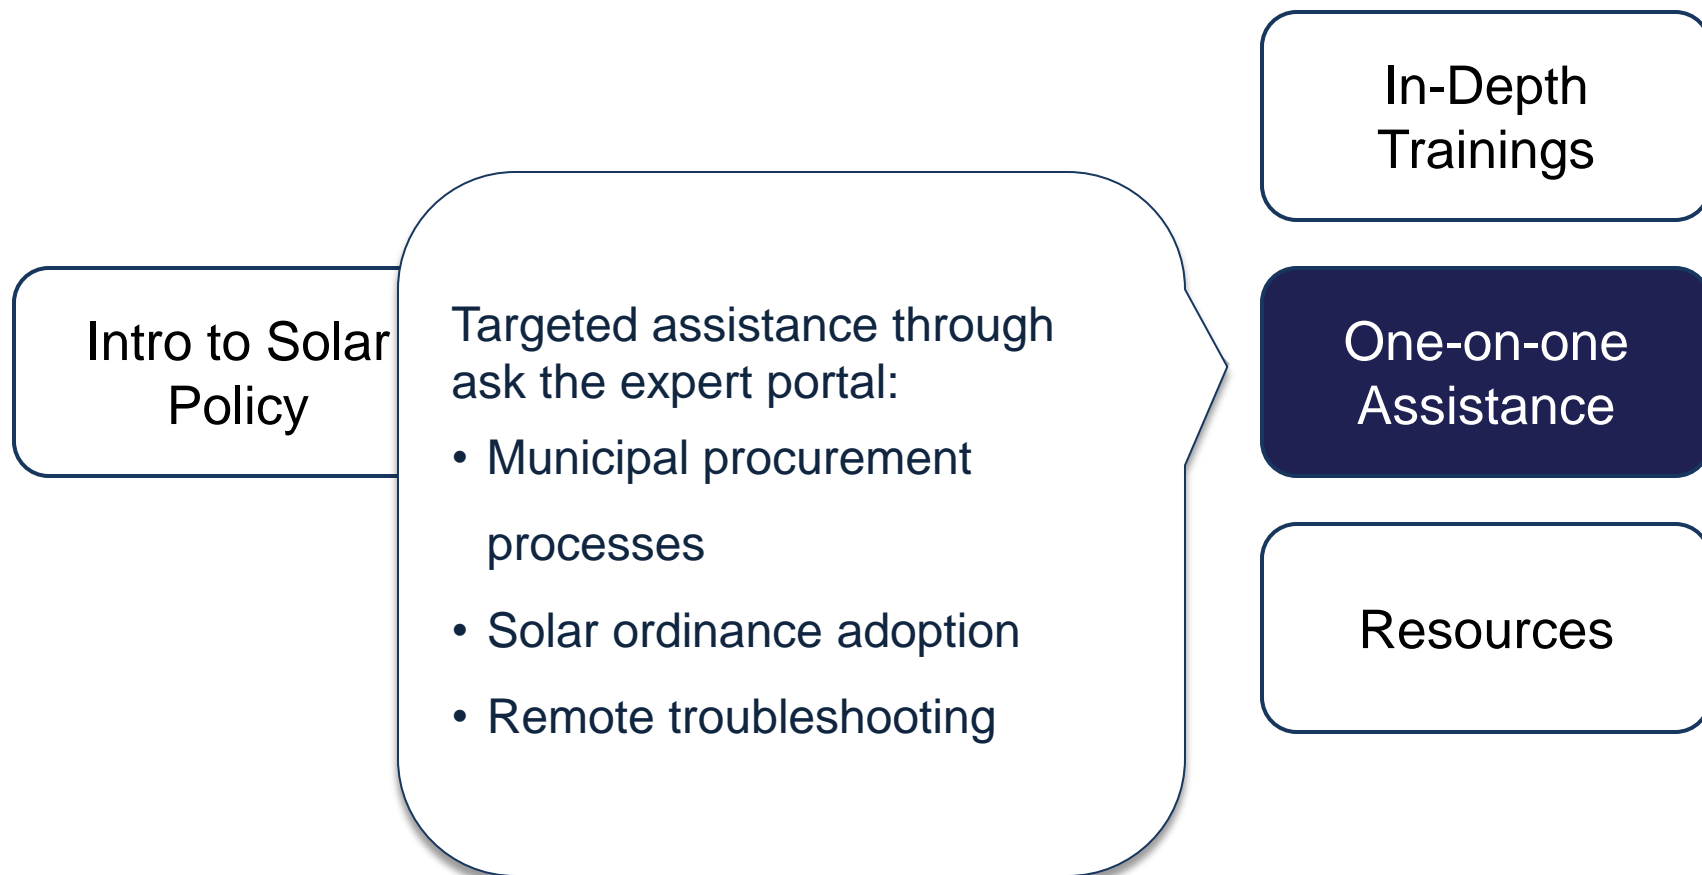 In-Depth
Trainings
Intro to Solar
Policy
Targeted assistance through
ask the expert portal:
• Municipal procurement
processes
• Solar ordinance adoption
• Remote troubleshooting
One-on-one
Assistance
Resources